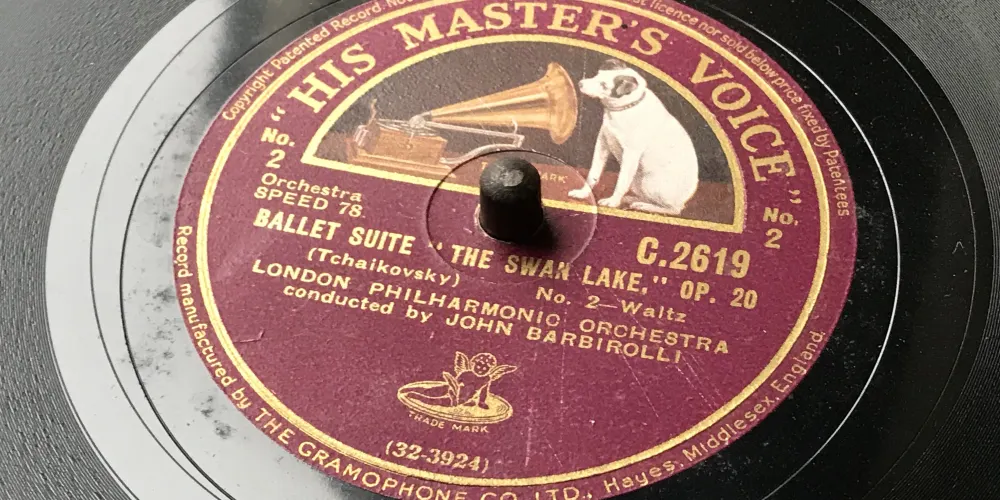 Copyright Patented Record. Not
licence nor sold below price fixed by Patentees
"HIS MASTER'S VOICE"
No.
2
No.
2
MARK
Orchestra
SPEED 78
C.2619
BALLET SUITE "THE SWAN LAKE," OP. 20
(Tchaikovsky)
No. 2—Waltz
LONDON PHILHARMONIC ORCHESTRA
conducted by JOHN BARBIROLLI
TRADE MARK
(32-3924)
Record manufactured by THE GRAMOPHONE CO. LTD., Hayes, Middlesex, England.